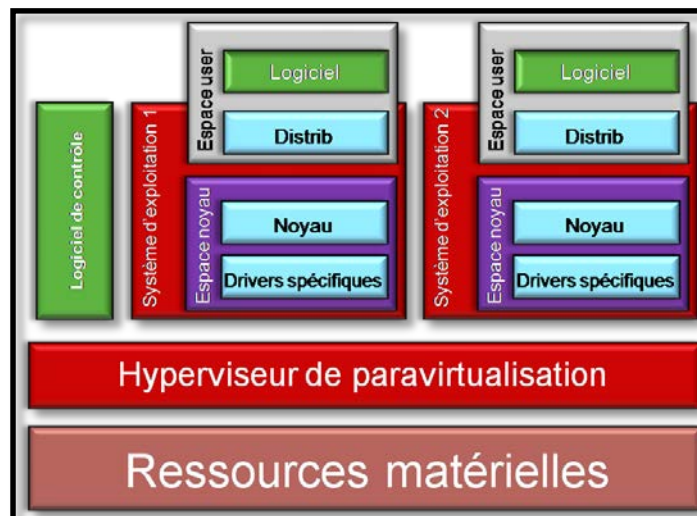 Logiciel de contrôle
Système d'exploitation 1
Espace user
Logiciel
Distrib
Espace noyau
Noyau
Drivers spécifiques
Système d'exploitation 2
Espace user
Logiciel
Distrib
Espace noyau
Noyau
Drivers spécifiques
Hyperviseur de paravirtualisation
Ressources matérielles